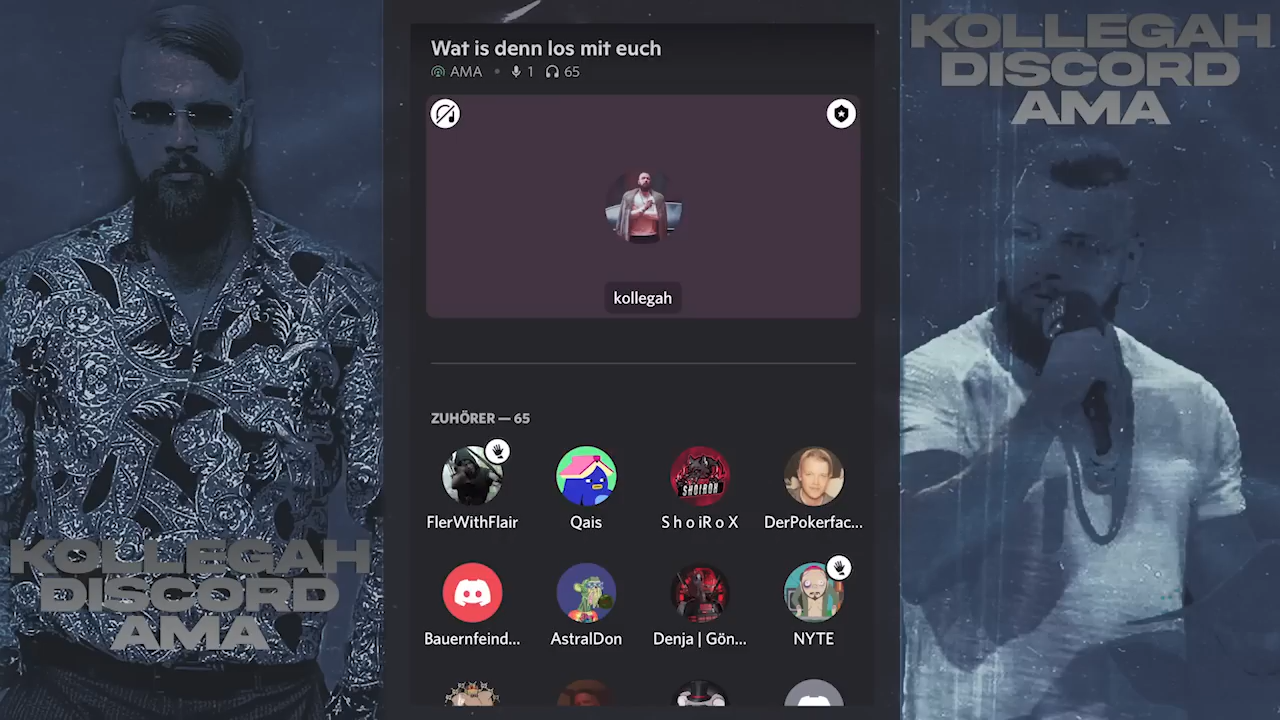 Wat is denn los mit euch
AMA • 1 65
KOLLEGAH
DISCORD
AMA
kollegah
ZUHÖRER — 65
FlerWithFlair Qais S h o iR o X DerPokerfac...
SHOIROX
Bauernfeind... AstralDon Denja | Gön... NYTE
KOLLEGAH
DISCORD
AMA